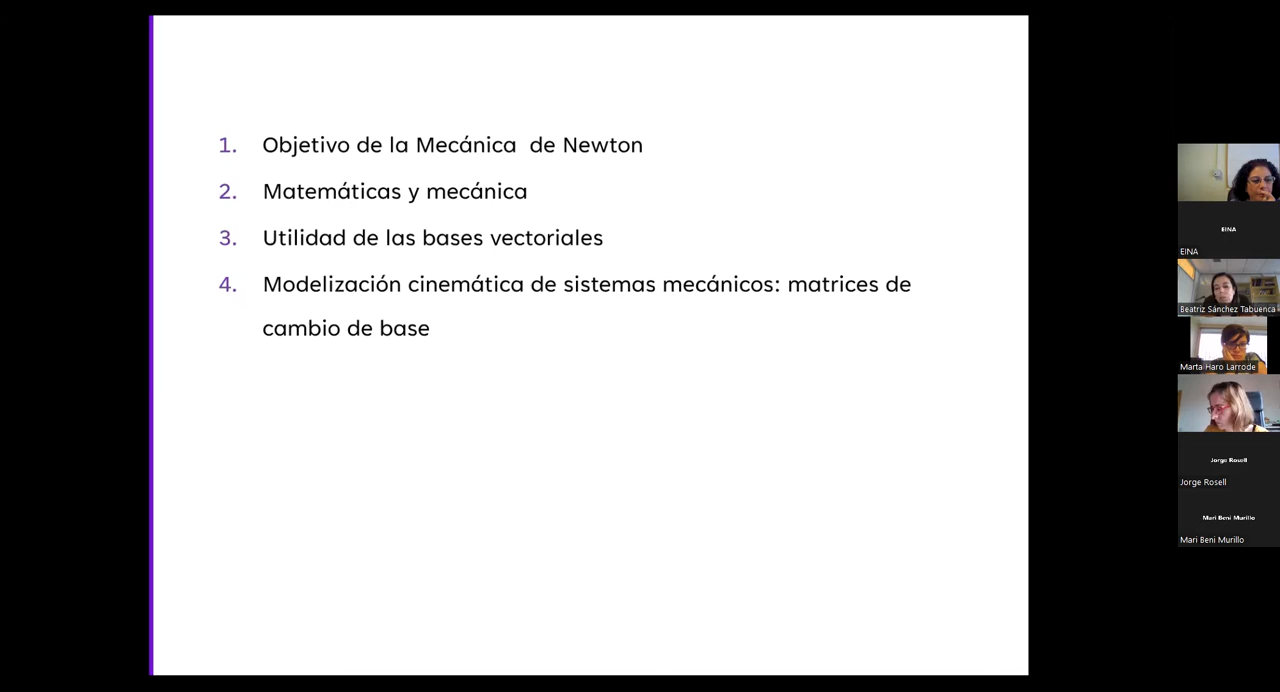 1. Objetivo de la Mecánica de Newton
2. Matemáticas y mecánica
3. Utilidad de las bases vectoriales
4. Modelización cinemática de sistemas mecánicos: matrices de
cambio de base
EINA
EINA
Beatriz Sánchez Tabuenca
Marta Haro Larrode
Jorge Rosell
Jorge Rosell
Mari Beni Murillo
Mari Beni Murillo